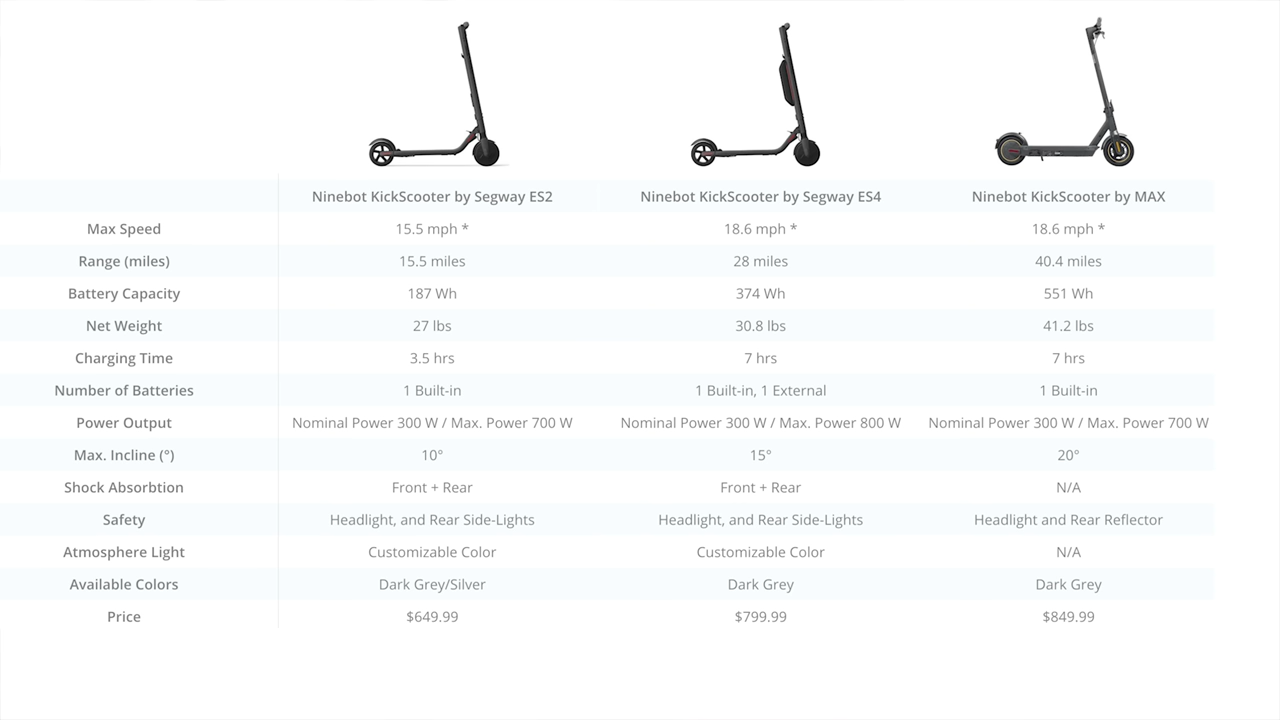 Ninebot KickScooter by Segway ES2 Ninebot KickScooter by Segway ES4 Ninebot KickScooter by MAX
Max Speed 15.5 mph * 18.6 mph * 18.6 mph *
Range (miles) 15.5 miles 28 miles 40.4 miles
Battery Capacity 187 Wh 374 Wh 551 Wh
Net Weight 27 lbs 30.8 lbs 41.2 lbs
Charging Time 3.5 hrs 7 hrs 7 hrs
Number of Batteries 1 Built-in 1 Built-in, 1 External 1 Built-in
Power Output Nominal Power 300 W / Max. Power 700 W Nominal Power 300 W / Max. Power 800 W Nominal Power 300 W / Max. Power 700 W
Max. Incline (°) 10° 15° 20°
Shock Absorbtion Front + Rear Front + Rear N/A
Safety Headlight, and Rear Side-Lights Headlight, and Rear Side-Lights Headlight and Rear Reflector
Atmosphere Light Customizable Color Customizable Color N/A
Available Colors Dark Grey/Silver Dark Grey Dark Grey
Price $649.99 $799.99 $849.99